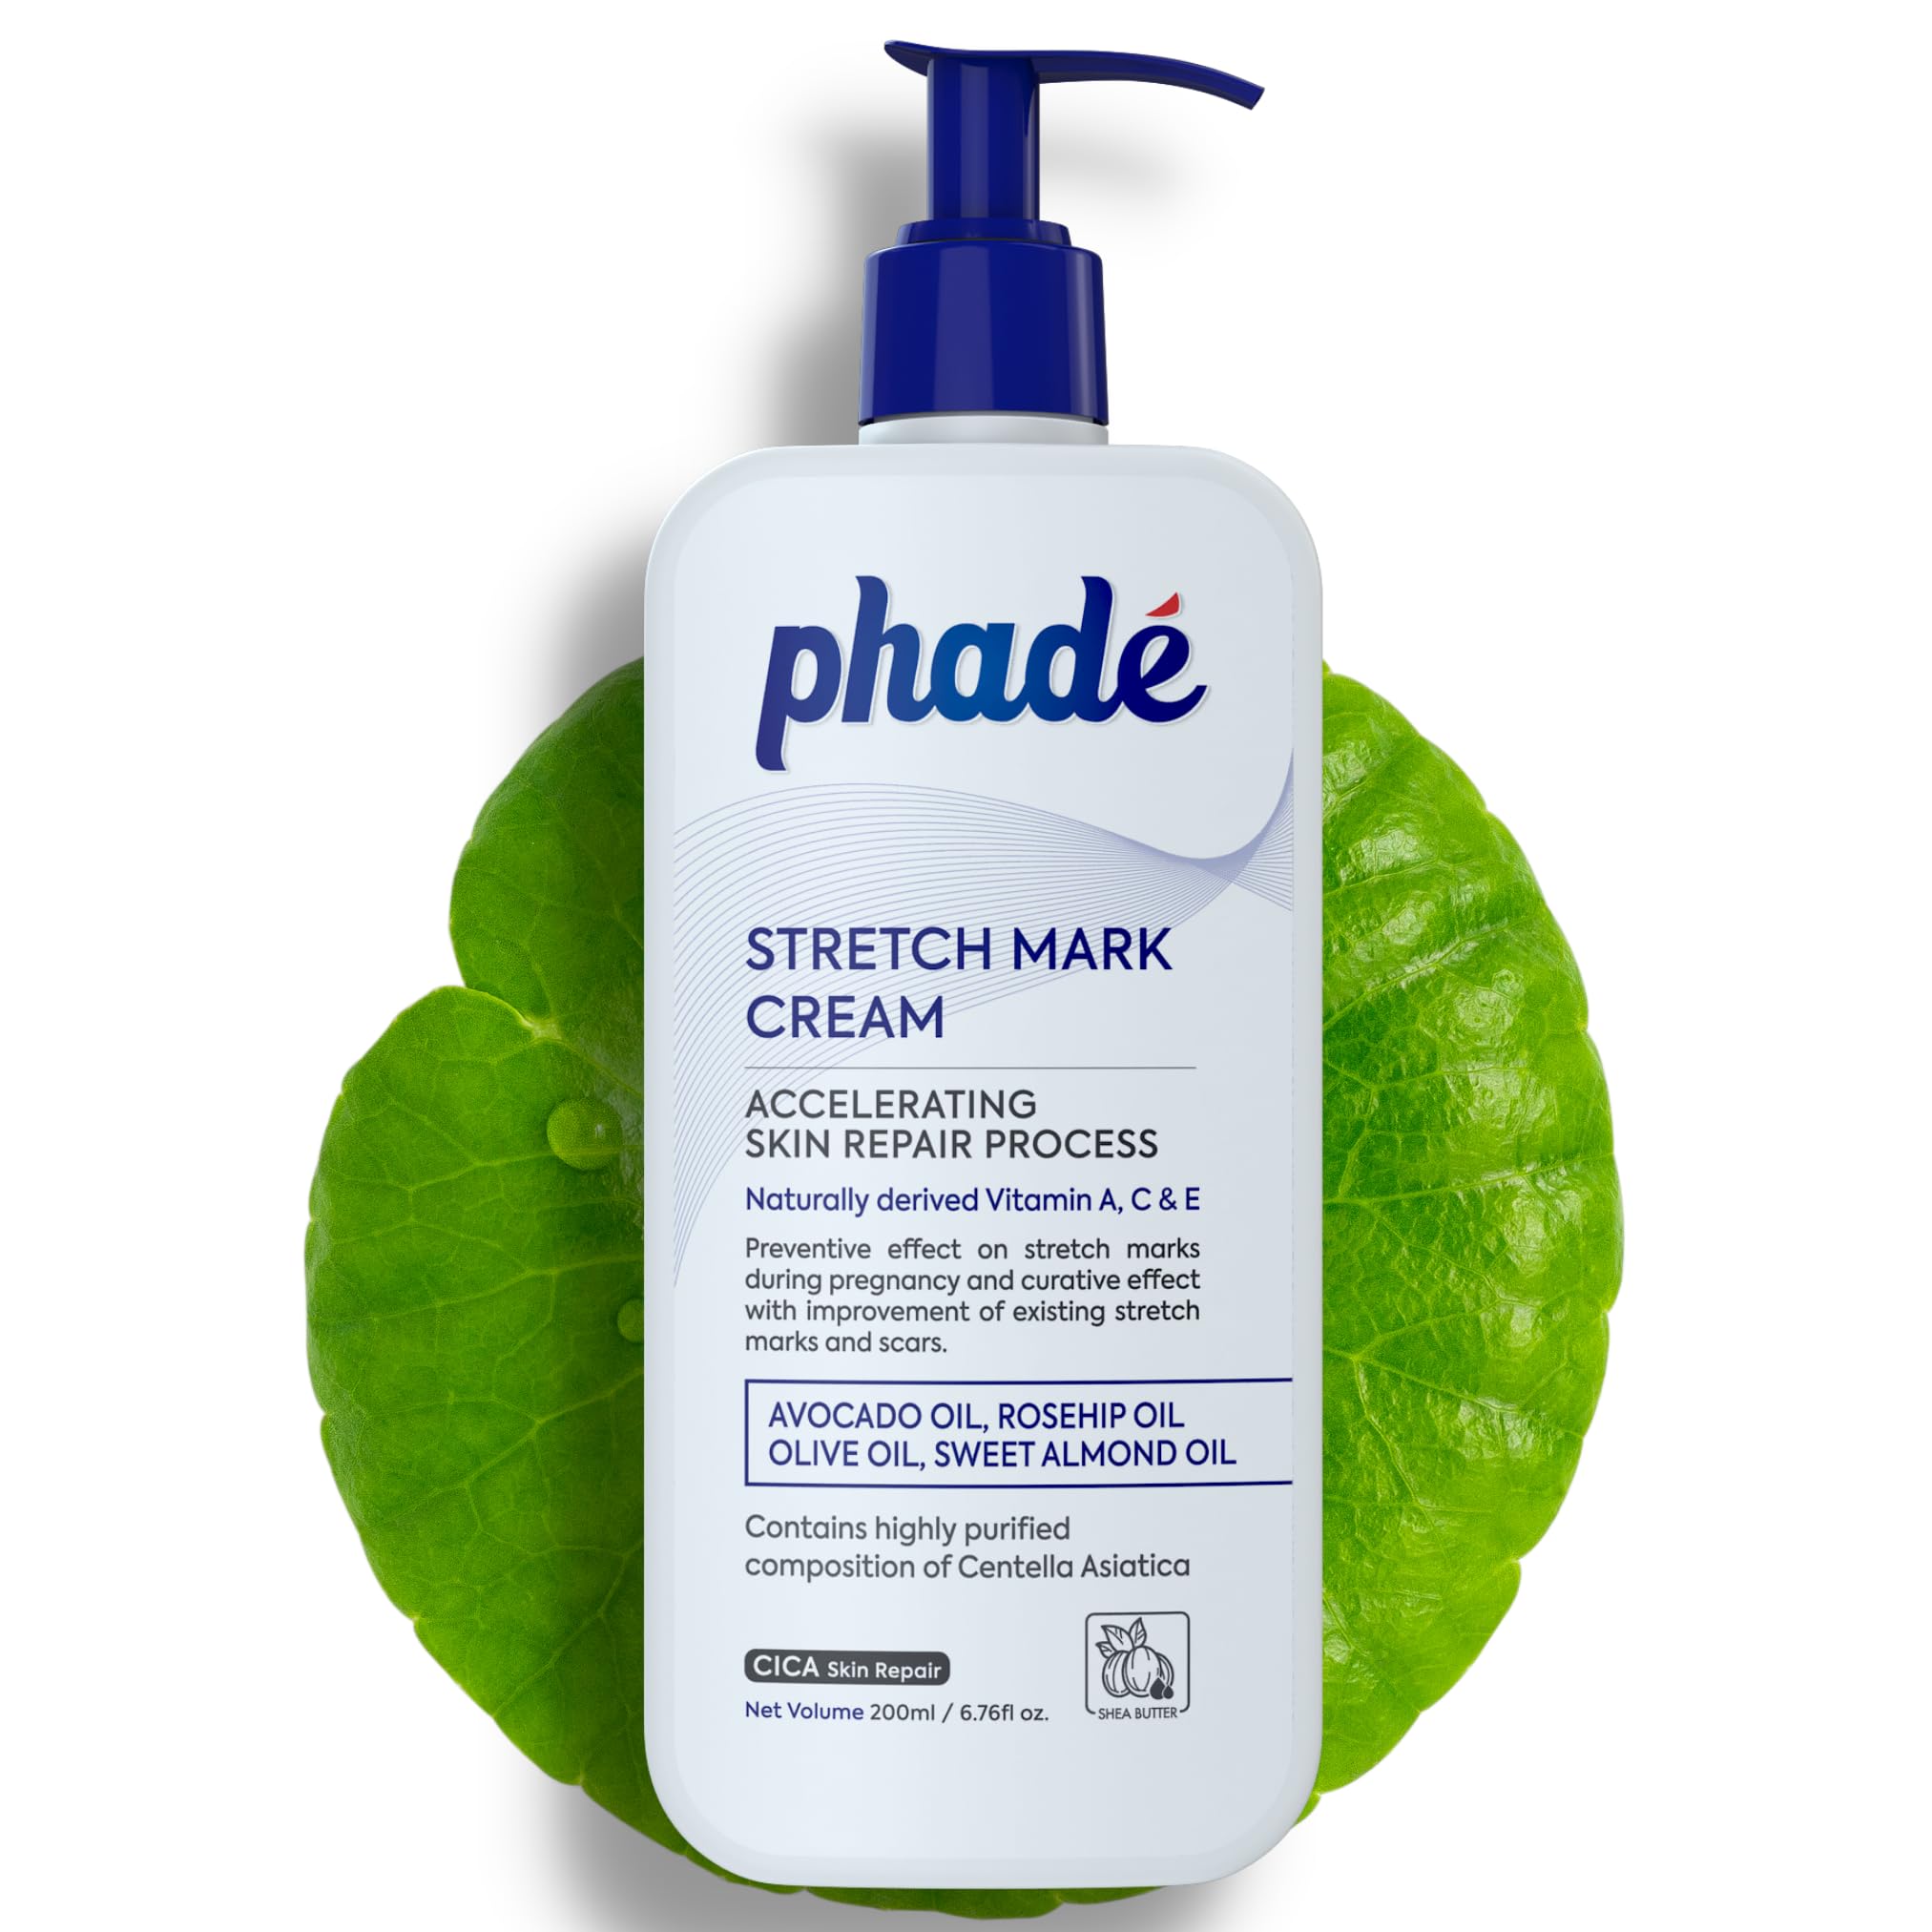 phadé
STRETCH MARK
CREAM
ACCELERATING
SKIN REPAIR PROCESS
Naturally derived Vitamin A, C & E
Preventive effect on stretch marks
during pregnancy and curative effect
with improvement of existing stretch
marks and scars.
AVOCADO OIL, ROSEHIP OIL
OLIVE OIL, SWEET ALMOND OIL
Contains highly purified
composition of Centella Asiatica
CICA Skin Repair
Net Volume 200ml / 6.76fl oz.
SHEA BUTTER